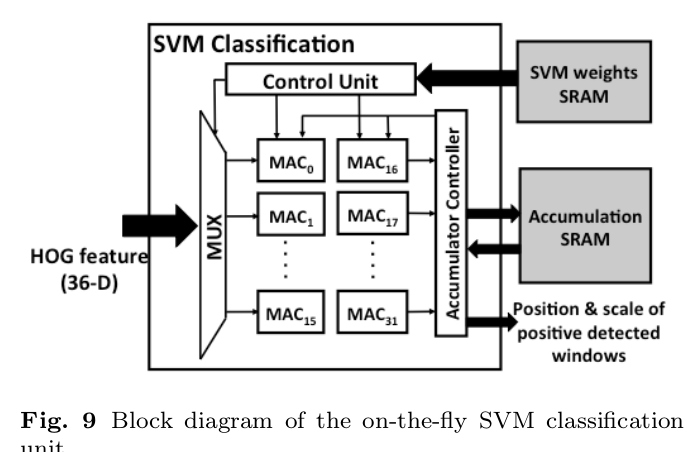 SVM Classification
Control Unit
SVM weights
SRAM
MUX
MAC0
MAC16
MAC1
MAC17
MAC15
MAC31
Accumulator Controller
Accumulation
SRAM
HOG feature
(36-D)
Position & scale of
positive detected
windows
Fig. 9 Block diagram of the on-the-fly SVM classification
unit